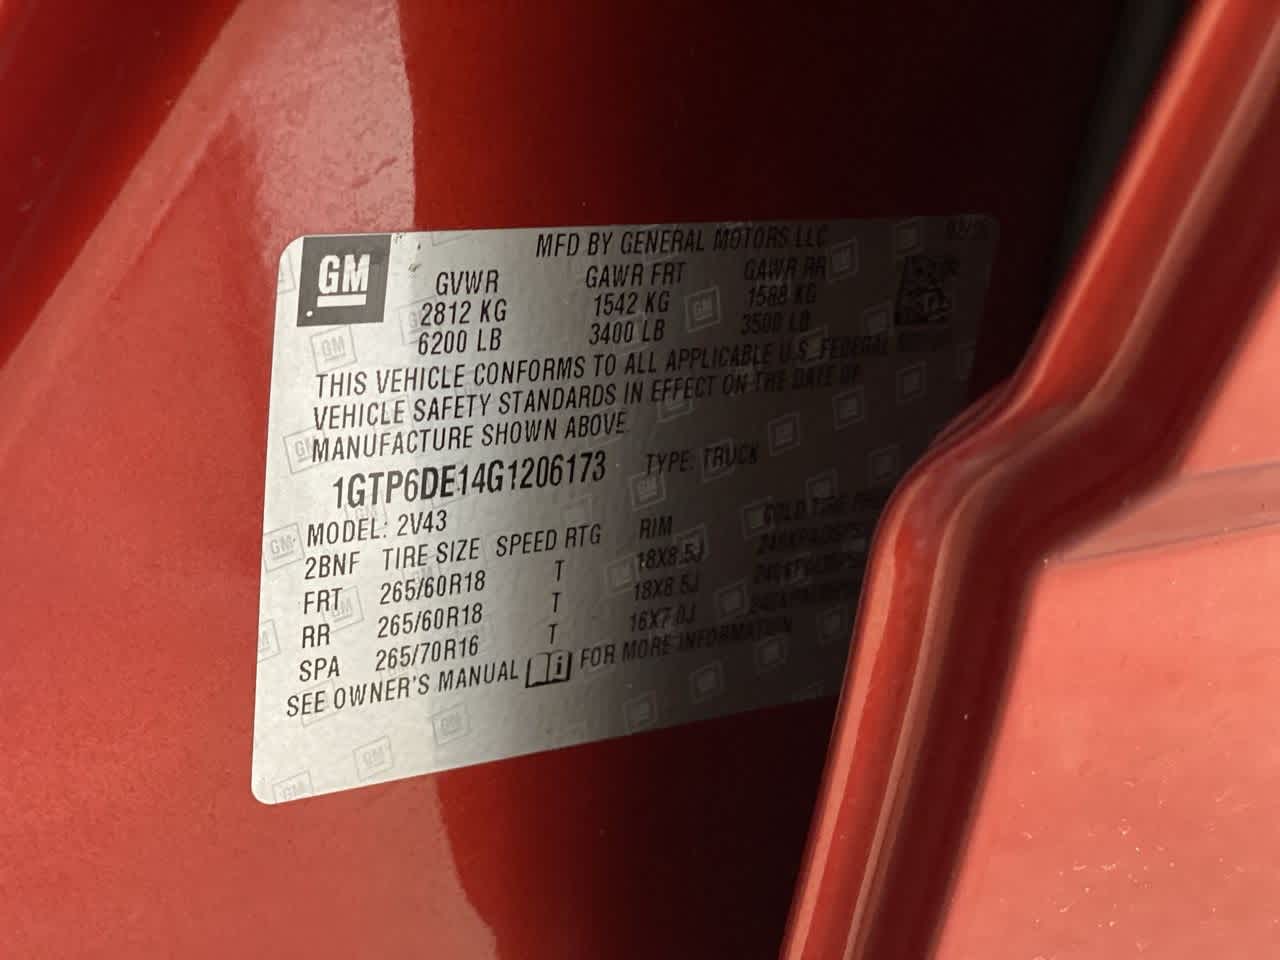 MFD BY GENERAL MOTORS LLC
GM
GVWR GAWR FRT GAWR RR
2812 KG 1542 KG 1588 KG
6200 LB 3400 LB 3500 LB
THIS VEHICLE CONFORMS TO ALL APPLICABLE U.S. FEDERAL
VEHICLE SAFETY STANDARDS IN EFFECT ON THE DATE OF
MANUFACTURE SHOWN ABOVE.
1GTP6DE14G1206173 TYPE: TRUCK
MODEL: 2V43
2BNF TIRE SIZE SPEED RTG RIM COLD TIRE
FRT 265/60R18 T 18X8.5J
RR 265/60R18 T 18X8.5J
SPA 265/70R16 T 16X7.0J
SEE OWNER'S MANUAL i FOR MORE INFORMATION